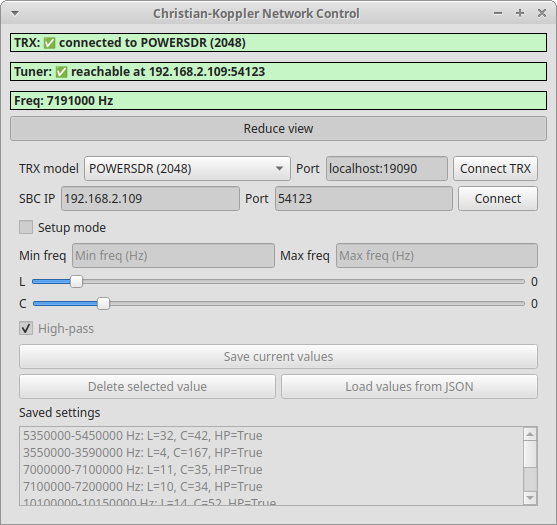 Christian-Koppler Network Control
TRX: ✅ connected to POWERSDR (2048)
Tuner: ✅ reachable at 192.168.2.109:54123
Freq: 7191000 Hz
Reduce view
TRX model POWERSDR (2048) Port localhost:19090 Connect TRX
SBC IP 192.168.2.109 Port 54123 Connect
Setup mode
Min freq Min freq (Hz) Max freq Max freq (Hz)
L 0
C 0
High-pass
Save current values
Delete selected value Load values from JSON
Saved settings
5350000-5450000 Hz: L=32, C=42, HP=True
3550000-3590000 Hz: L=4, C=167, HP=True
7000000-7100000 Hz: L=11, C=35, HP=True
7100000-7200000 Hz: L=10, C=34, HP=True
10100000-10150000 Hz: L=14, C=52, HP=True